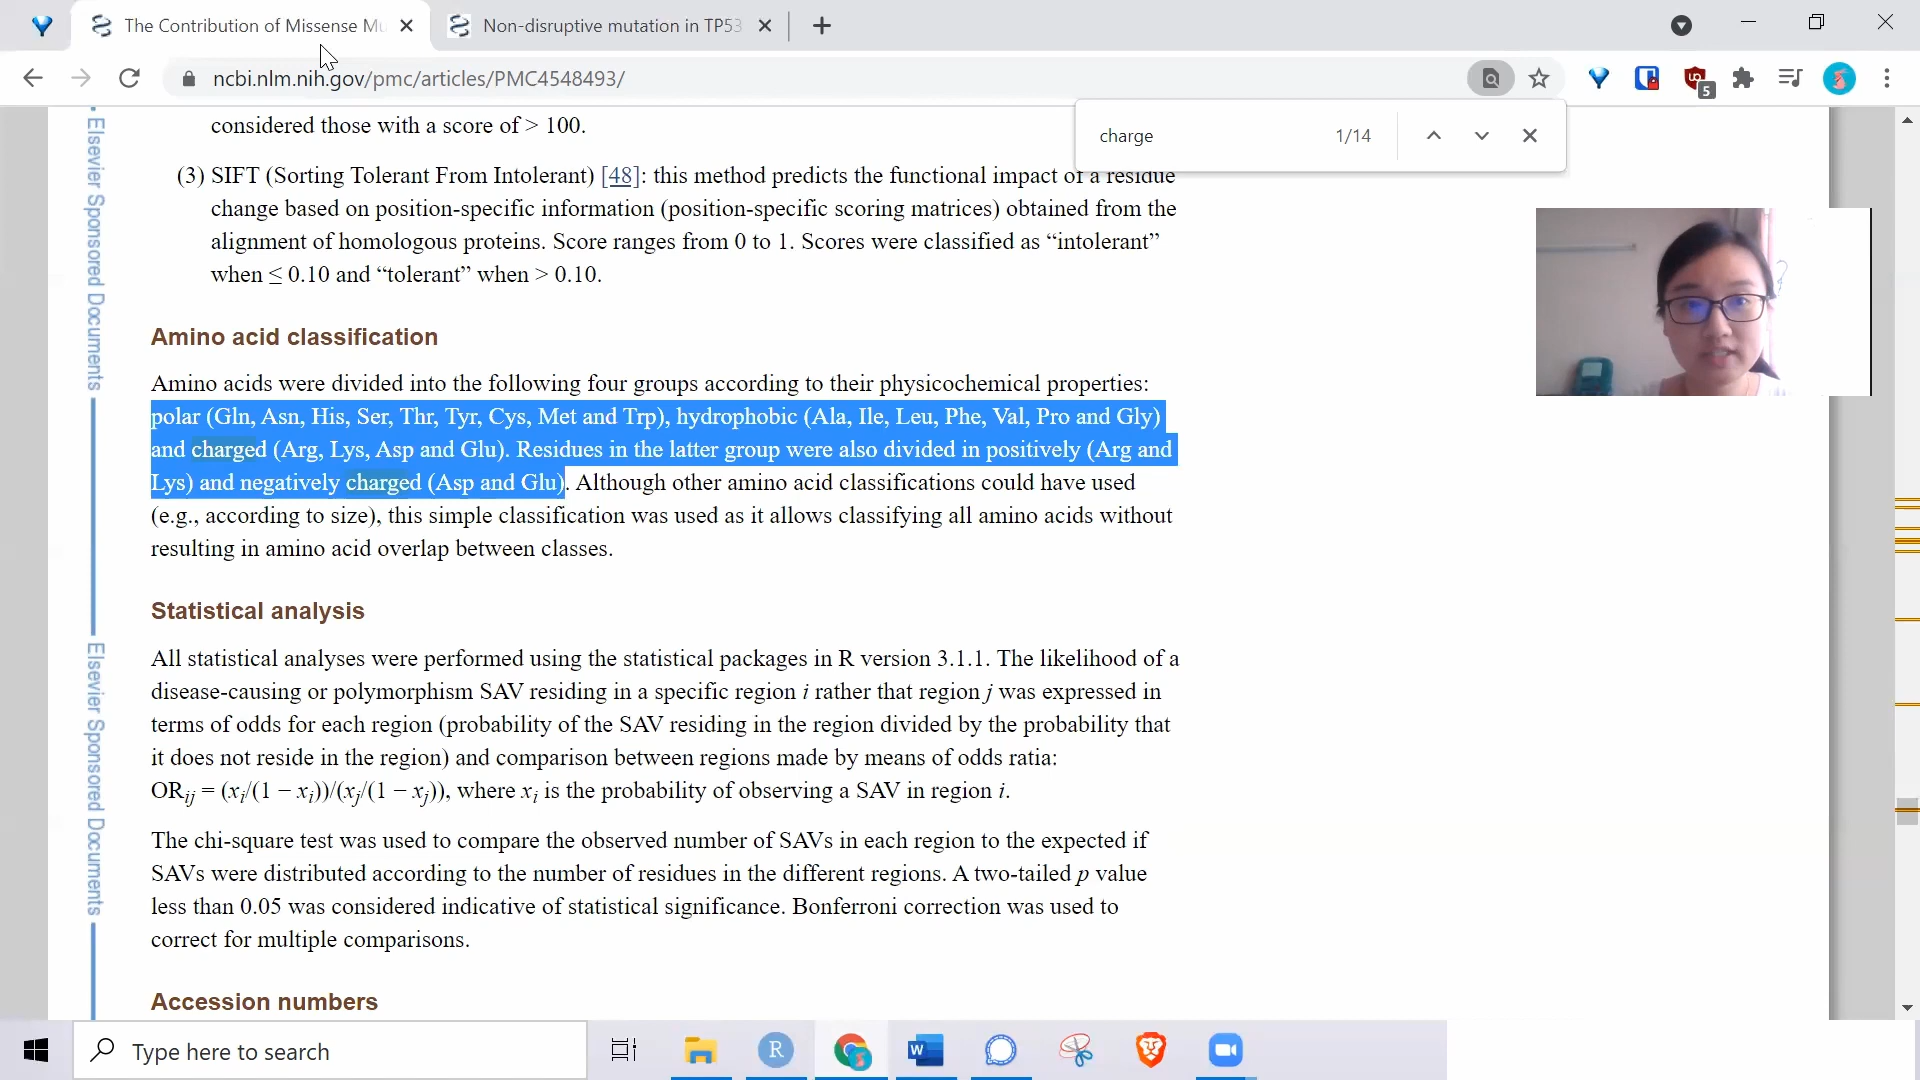 The Contribution of Missense Mu
Non-disruptive mutation in TP53
ncbi.nlm.nih.gov/pmc/articles/PMC4548493/
5
charge 1/14
considered those with a score of > 100.
(3) SIFT (Sorting Tolerant From Intolerant) [48]: this method predicts the functional impact of a residue
change based on position-specific information (position-specific scoring matrices) obtained from the
alignment of homologous proteins. Score ranges from 0 to 1. Scores were classified as “intolerant”
when ≤ 0.10 and “tolerant” when > 0.10.
Elsevier Sponsored Documents
Amino acid classification
Amino acids were divided into the following four groups according to their physicochemical properties:
polar (Gln, Asn, His, Ser, Thr, Tyr, Cys, Met and Trp), hydrophobic (Ala, Ile, Leu, Phe, Val, Pro and Gly)
and charged (Arg, Lys, Asp and Glu). Residues in the latter group were also divided in positively (Arg and
Lys) and negatively charged (Asp and Glu). Although other amino acid classifications could have used
(e.g., according to size), this simple classification was used as it allows classifying all amino acids without
resulting in amino acid overlap between classes.
Statistical analysis
Elsevier Sponsored Documents
All statistical analyses were performed using the statistical packages in R version 3.1.1. The likelihood of a
disease-causing or polymorphism SAV residing in a specific region i rather that region j was expressed in
terms of odds for each region (probability of the SAV residing in the region divided by the probability that
it does not reside in the region) and comparison between regions made by means of odds ratia:
ORij = (xi/(1 − xi))/(xj/(1 − xj)), where xi is the probability of observing a SAV in region i.
The chi-square test was used to compare the observed number of SAVs in each region to the expected if
SAVs were distributed according to the number of residues in the different regions. A two-tailed p value
less than 0.05 was considered indicative of statistical significance. Bonferroni correction was used to
correct for multiple comparisons.
Accession numbers
Type here to search
R
W